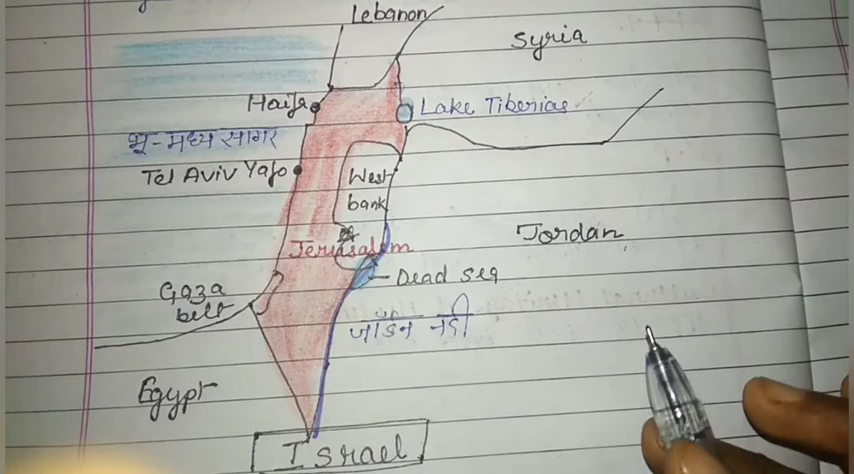 Lebanon
Syria
Haifa
Lake Tiberias
भू-मध्य सागर
Tel Aviv Yafo
West
bank
Jerusalem
Jordan
Dead sea
Gaza
belt
जॉर्डन नदी
Egypt
Israel